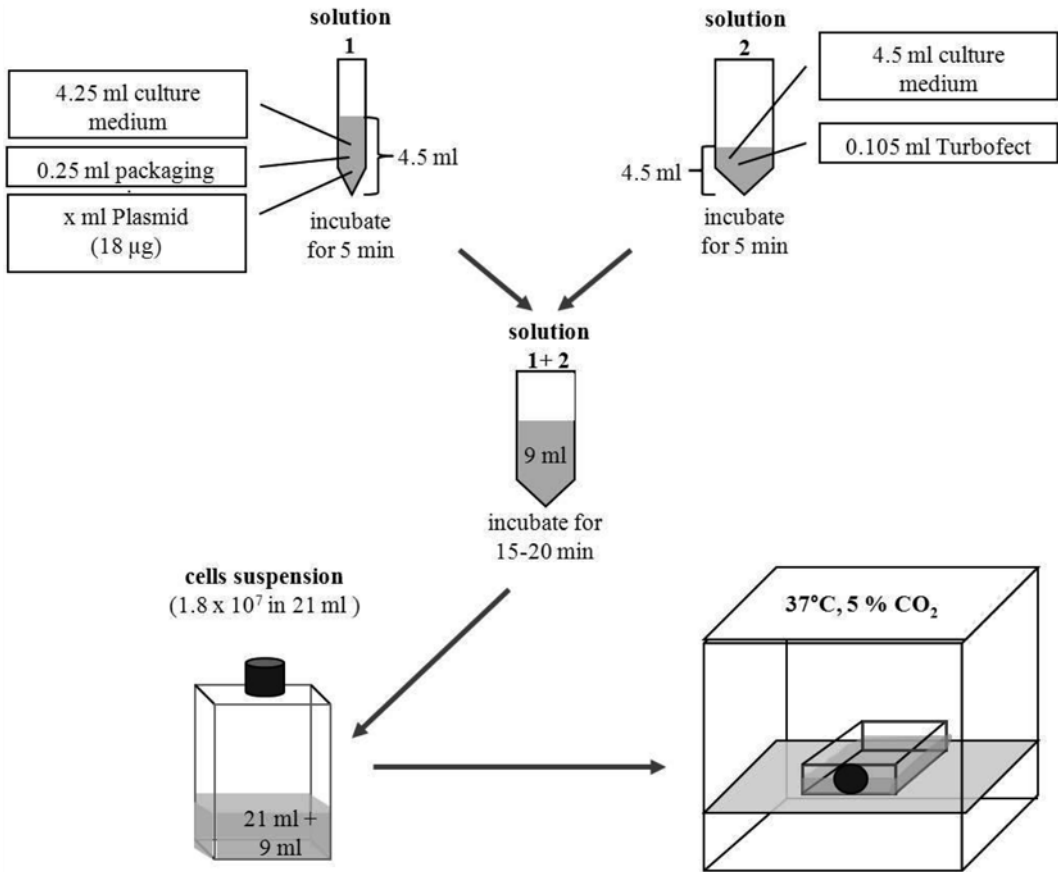 solution
1
4.25 ml culture
medium
0.25 ml packaging
x ml Plasmid
(18 µg)
4.5 ml
incubate
for 5 min
solution
2
4.5 ml culture
medium
0.105 ml Turbofect
4.5 ml
incubate
for 5 min
solution
1+ 2
9 ml
incubate for
15-20 min
cells suspension
(1.8 x 10⁷ in 21 ml )
21 ml +
9 ml
37°C, 5 % CO₂